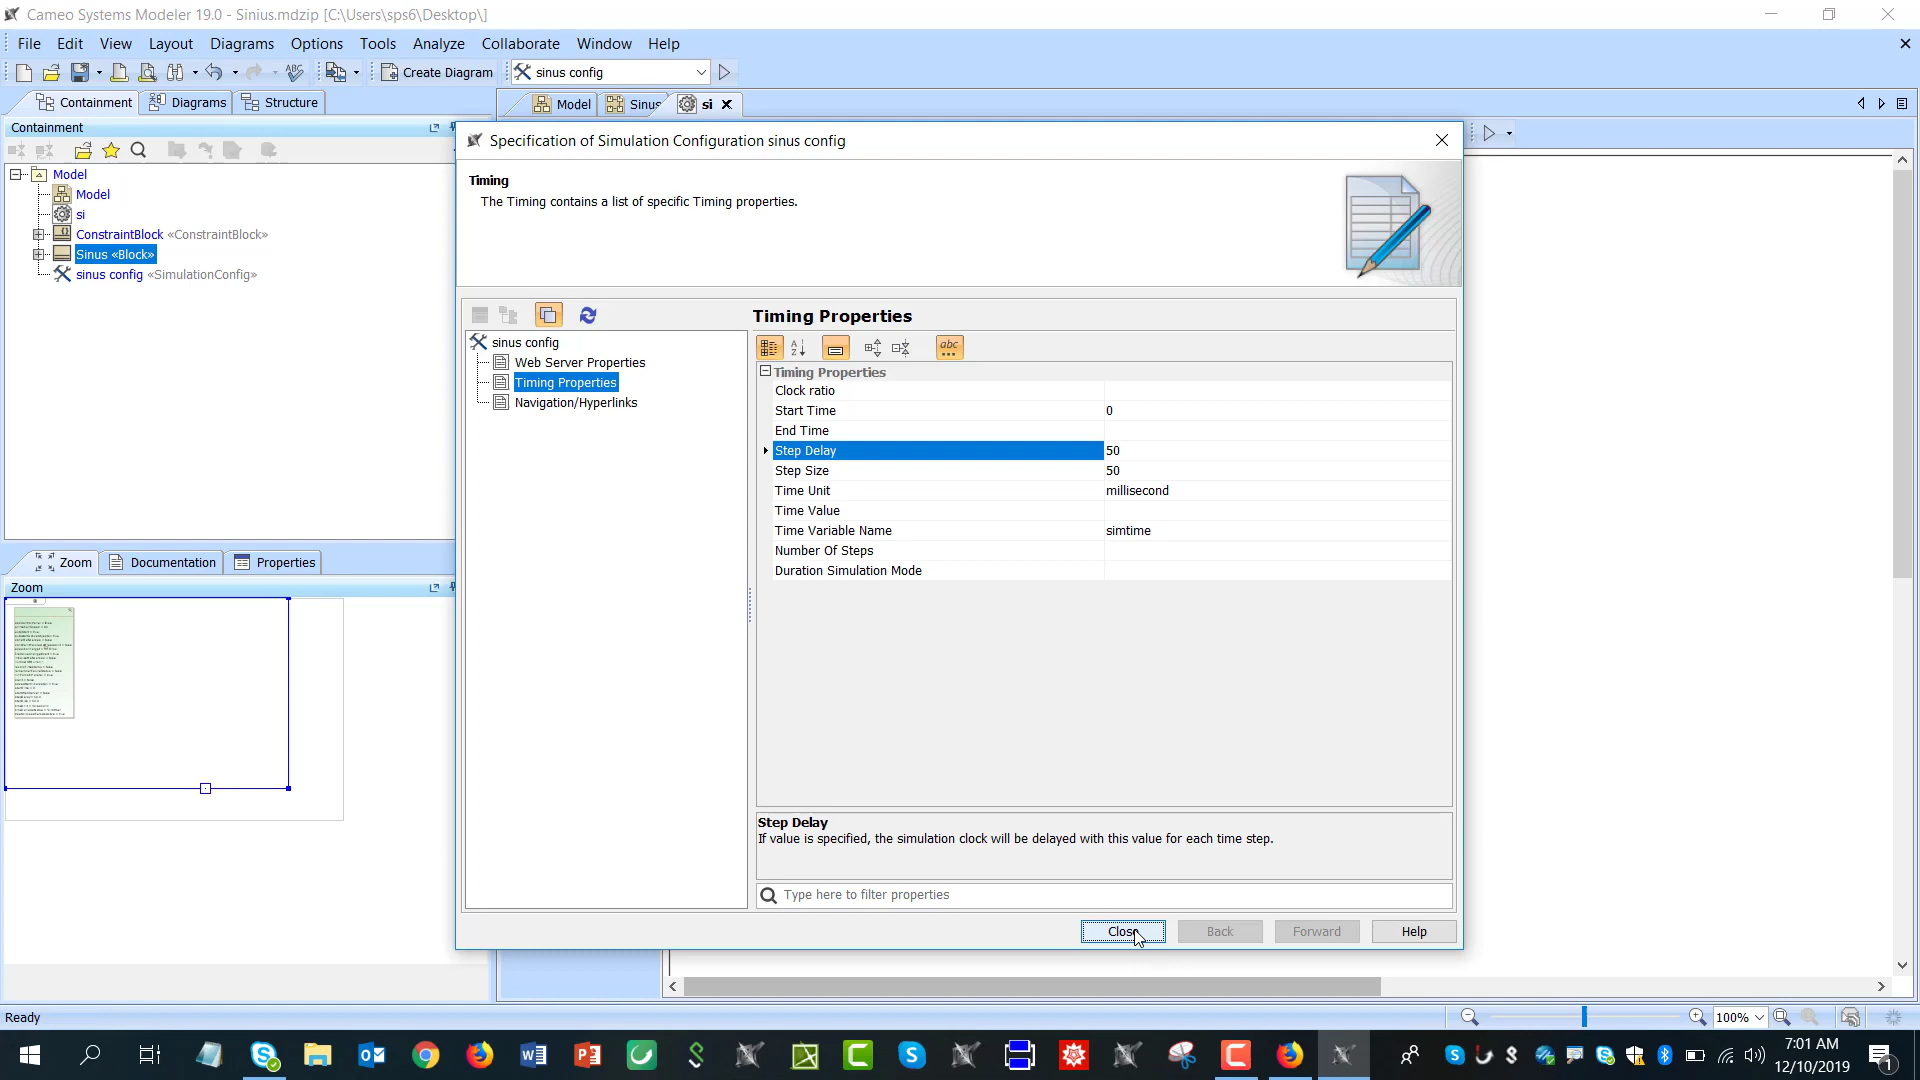 Cameo Systems Modeler 19.0 - Sinius.mdzip [C:\Users\sps6\Desktop\]
File Edit View Layout Diagrams Options Tools Analyze Collaborate Window Help
Create Diagram sinus config
Containment Diagrams Structure
Model Sinus si
Containment
Model
Model
si
ConstraintBlock «ConstraintBlock»
Sinus «Block»
sinus config «SimulationConfig»
Zoom Documentation Properties
Zoom
Specification of Simulation Configuration sinus config
Timing
The Timing contains a list of specific Timing properties.
sinus config
Web Server Properties
Timing Properties
Navigation/Hyperlinks
Timing Properties
Timing Properties
Clock ratio
Start Time 0
End Time
Step Delay 50
Step Size 50
Time Unit millisecond
Time Value
Time Variable Name simtime
Number Of Steps
Duration Simulation Mode
Step Delay
If value is specified, the simulation clock will be delayed with this value for each time step.
Type here to filter properties
Close Back Forward Help
Ready
100%
7:01 AM
12/10/2019
1